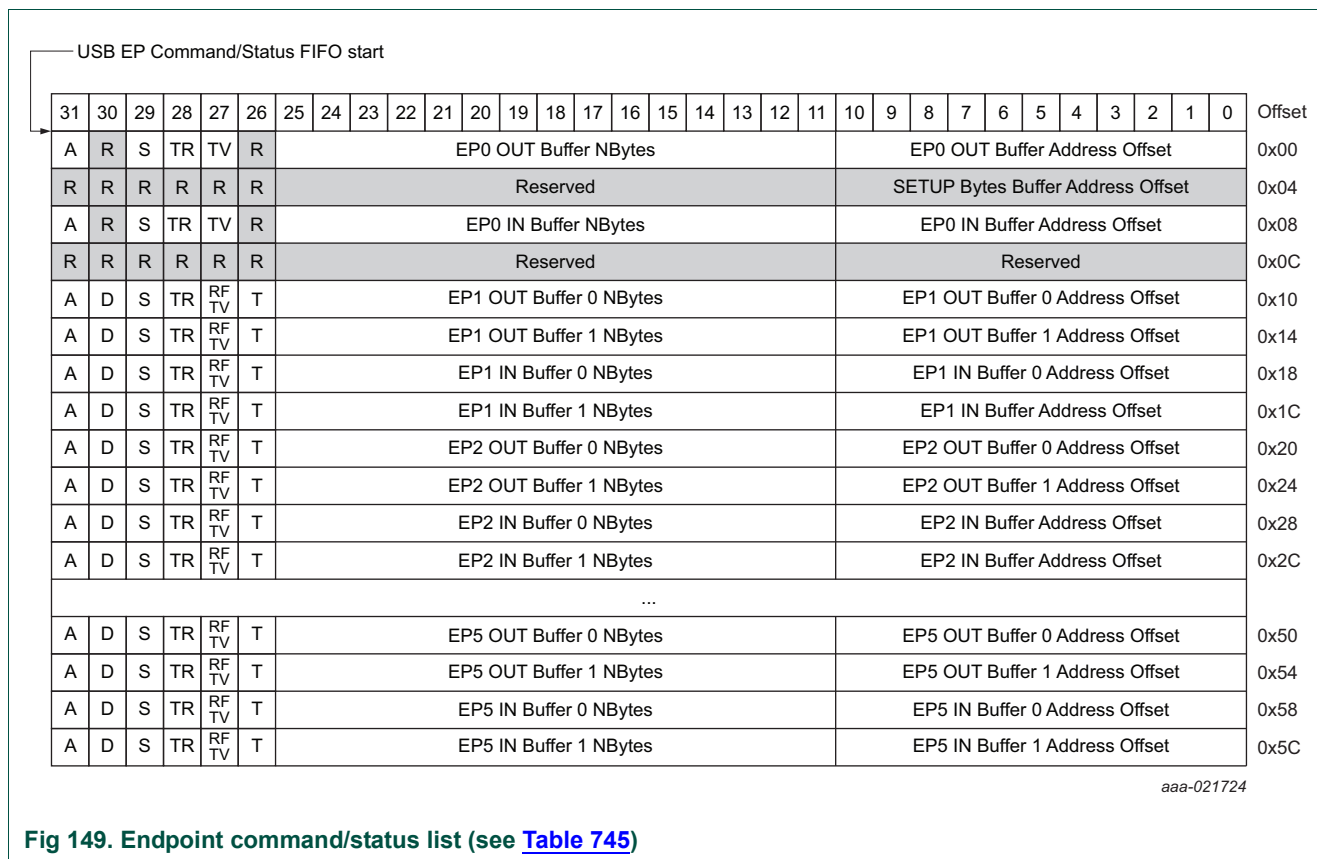 USB EP Command/Status FIFO start
31 30 29 28 27 26 25 24 23 22 21 20 19 18 17 16 15 14 13 12 11 10 9 8 7 6 5 4 3 2 1 0 Offset
A R S TR TV R EP0 OUT Buffer NBytes EP0 OUT Buffer Address Offset 0x00
R R R R R R Reserved SETUP Bytes Buffer Address Offset 0x04
A R S TR TV R EP0 IN Buffer NBytes EP0 IN Buffer Address Offset 0x08
R R R R R R Reserved Reserved 0x0C
A D S TR RF TV T EP1 OUT Buffer 0 NBytes EP1 OUT Buffer 0 Address Offset 0x10
A D S TR RF TV T EP1 OUT Buffer 1 NBytes EP1 OUT Buffer 1 Address Offset 0x14
A D S TR RF TV T EP1 IN Buffer 0 NBytes EP1 IN Buffer 0 Address Offset 0x18
A D S TR RF TV T EP1 IN Buffer 1 NBytes EP1 IN Buffer Address Offset 0x1C
A D S TR RF TV T EP2 OUT Buffer 0 NBytes EP2 OUT Buffer 0 Address Offset 0x20
A D S TR RF TV T EP2 OUT Buffer 1 NBytes EP2 OUT Buffer 1 Address Offset 0x24
A D S TR RF TV T EP2 IN Buffer 0 NBytes EP2 IN Buffer Address Offset 0x28
A D S TR RF TV T EP2 IN Buffer 1 NBytes EP2 IN Buffer Address Offset 0x2C
...
A D S TR RF TV T EP5 OUT Buffer 0 NBytes EP5 OUT Buffer 0 Address Offset 0x50
A D S TR RF TV T EP5 OUT Buffer 1 NBytes EP5 OUT Buffer 1 Address Offset 0x54
A D S TR RF TV T EP5 IN Buffer 0 NBytes EP5 IN Buffer 0 Address Offset 0x58
A D S TR RF TV T EP5 IN Buffer 1 NBytes EP5 IN Buffer 1 Address Offset 0x5C
aaa-021724
Fig 149. Endpoint command/status list (see Table 745)